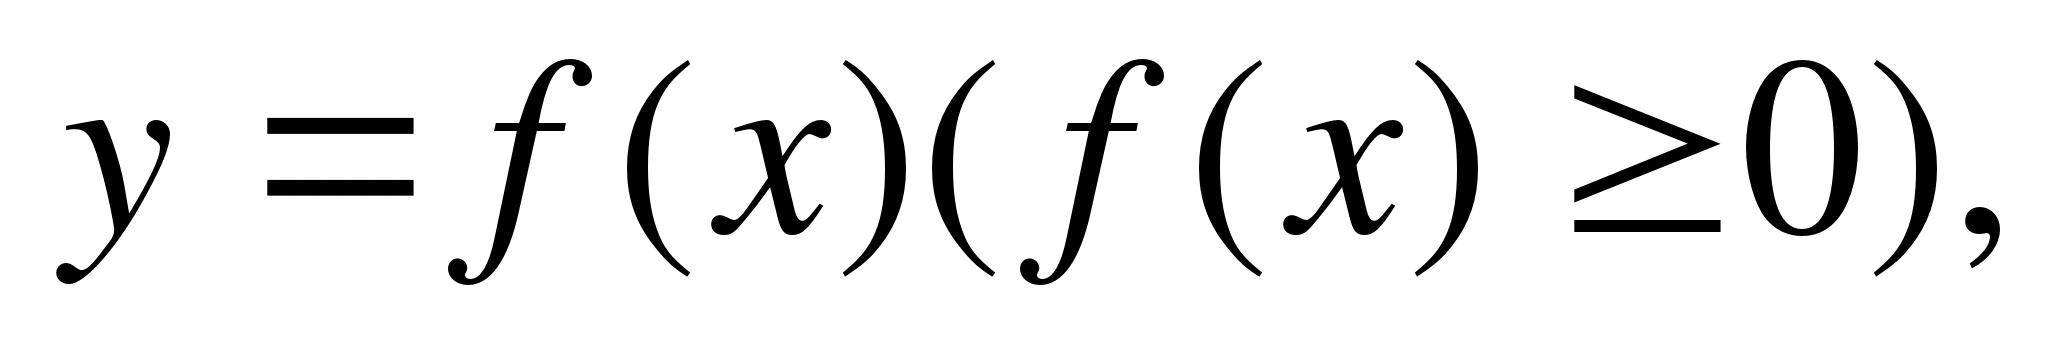 y = f(x)(f(x) ≥0),